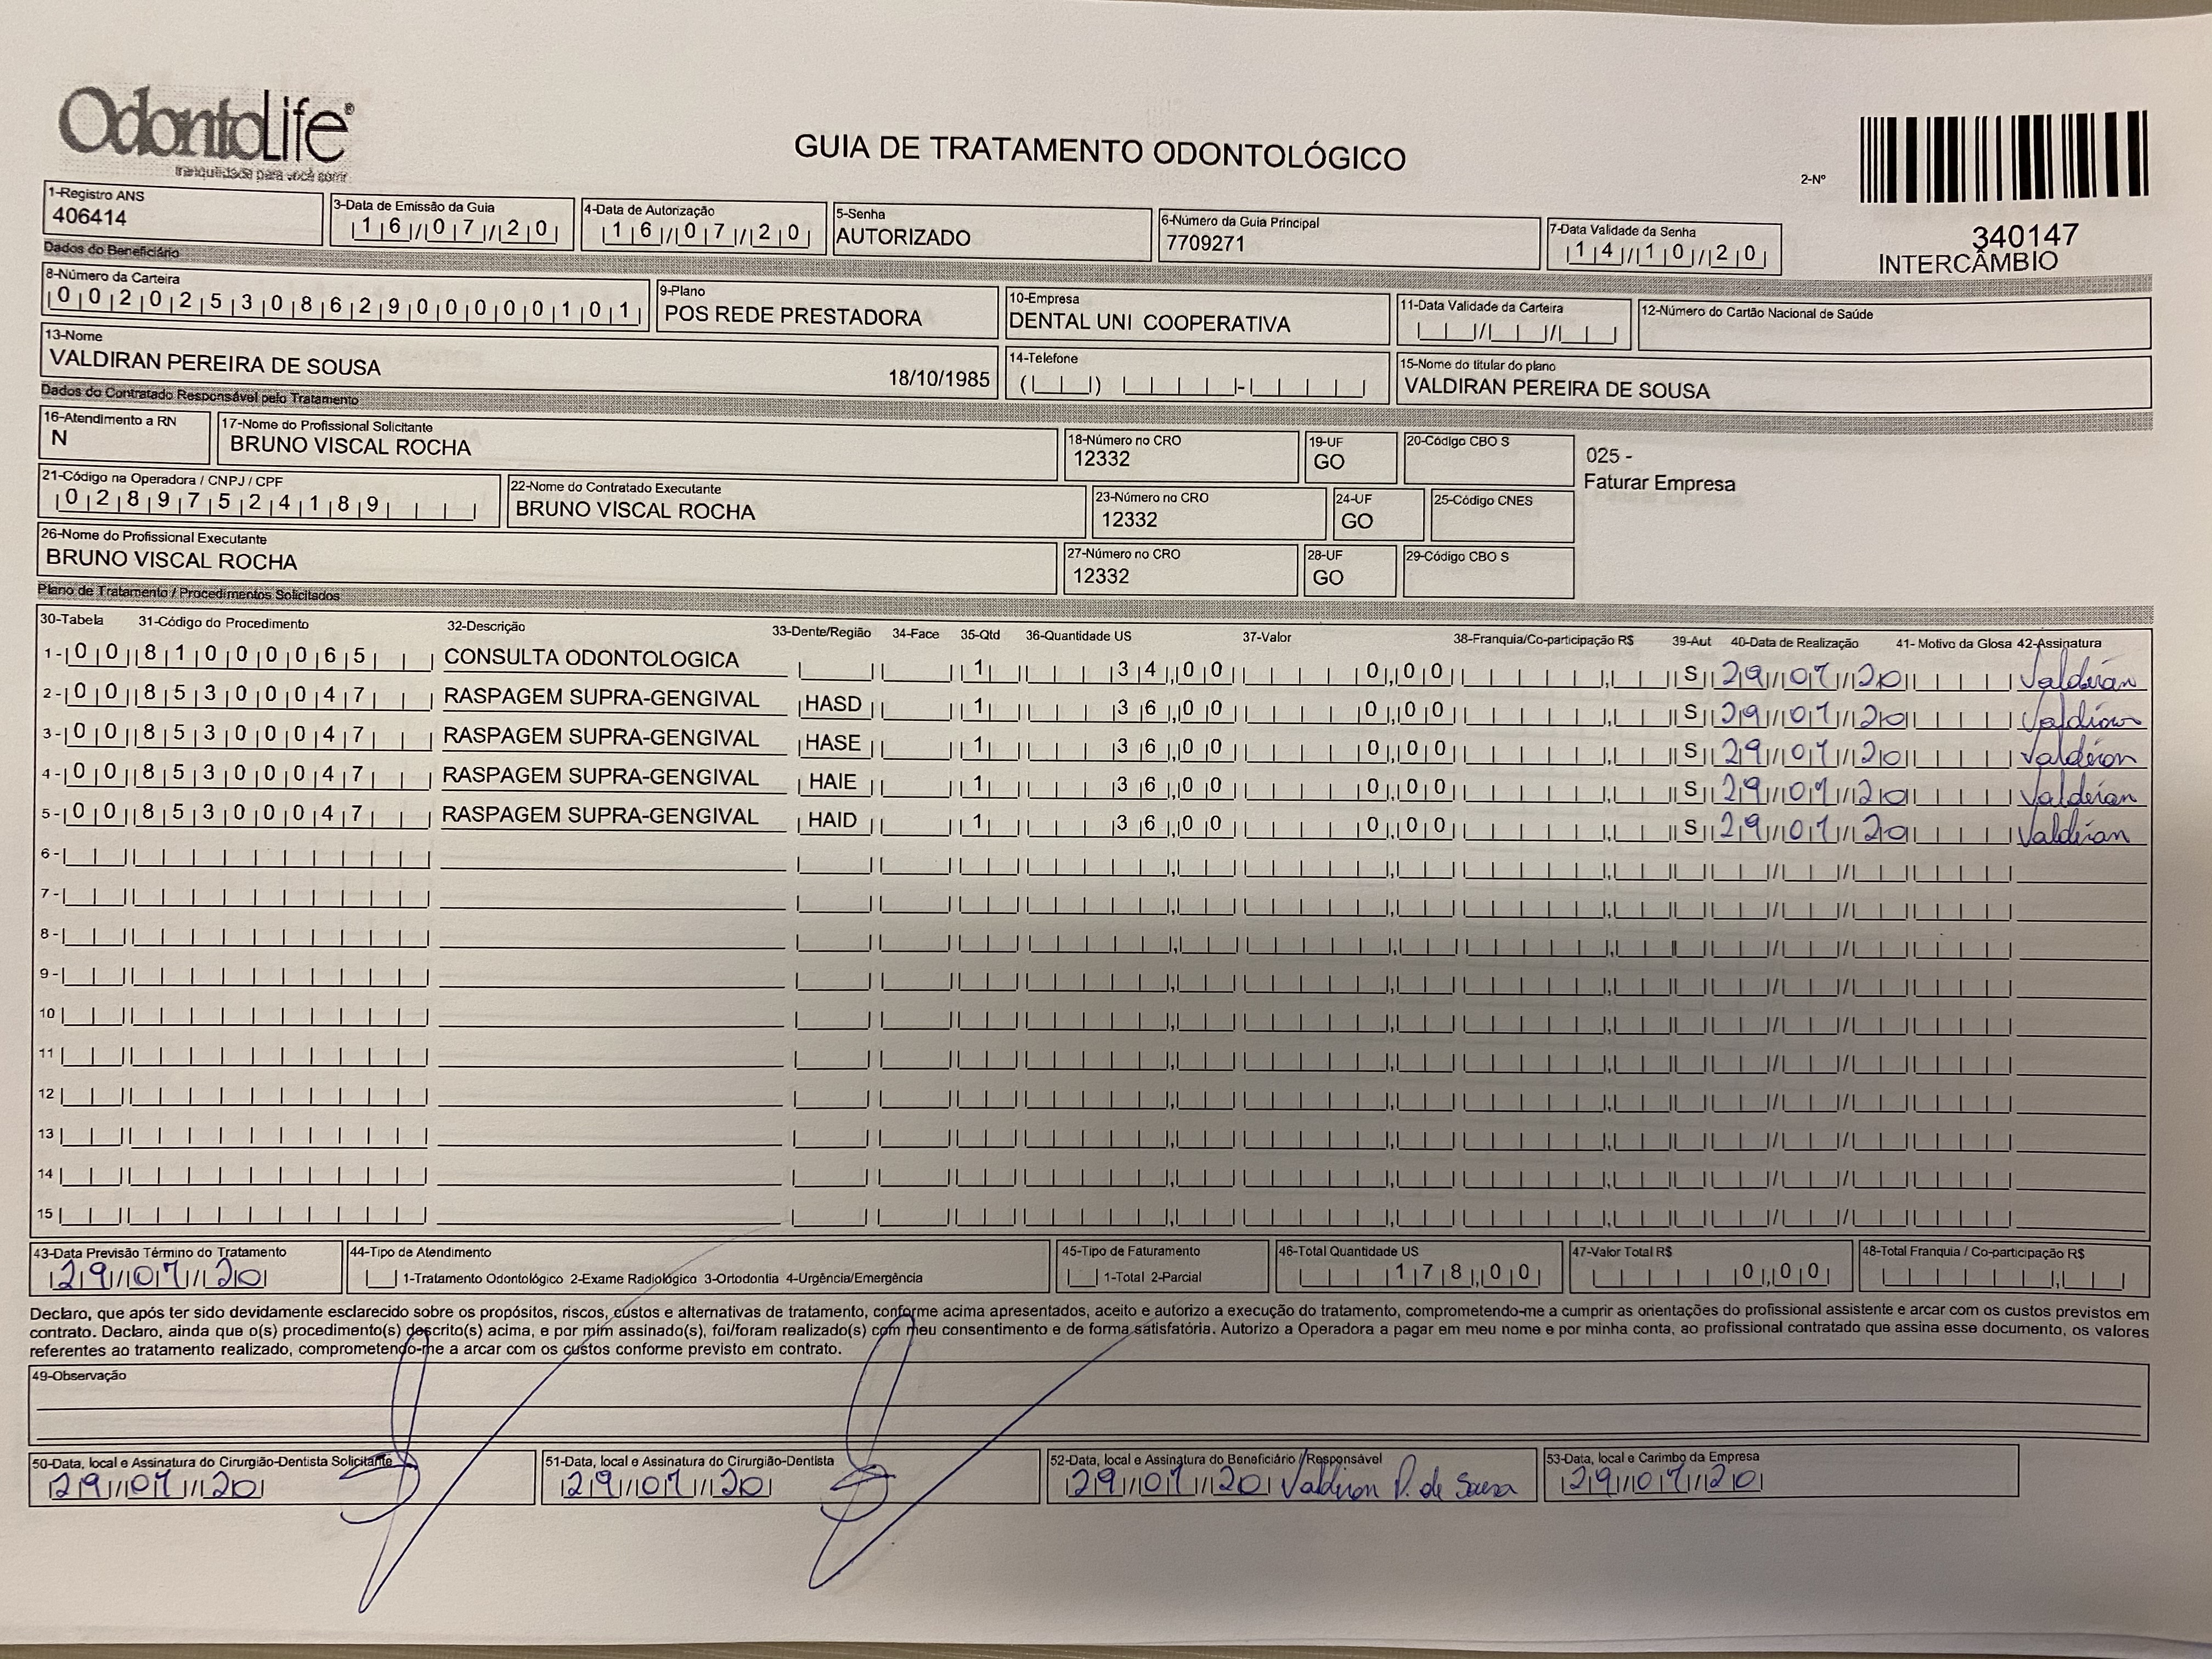 OdontoLife®
tranquilidade para você sorrir
GUIA DE TRATAMENTO ODONTOLÓGICO
2-Nº
340147
INTERCÂMBIO
1-Registro ANS
406414
3-Data de Emissão da Guia
16/07/20
4-Data de Autorização
16/07/20
5-Senha
AUTORIZADO
6-Número da Guia Principal
7709271
7-Data Validade da Senha
14/10/20
Dados do Beneficiário
8-Número da Carteira
00202530862900000101
9-Plano
POS REDE PRESTADORA
10-Empresa
DENTAL UNI COOPERATIVA
11-Data Validade da Carteira
12-Número do Cartão Nacional de Saúde
13-Nome
VALDIRAN PEREIRA DE SOUSA 18/10/1985
14-Telefone
15-Nome do titular do plano
VALDIRAN PEREIRA DE SOUSA
Dados do Contratado Responsável pelo Tratamento
16-Atendimento a RN
N
17-Nome do Profissional Solicitante
BRUNO VISCAL ROCHA
18-Número no CRO
12332
19-UF
GO
20-Código CBO S
025 -
Faturar Empresa
21-Código na Operadora / CNPJ / CPF
02897524189
22-Nome do Contratado Executante
BRUNO VISCAL ROCHA
23-Número no CRO
12332
24-UF
GO
25-Código CNES
26-Nome do Profissional Executante
BRUNO VISCAL ROCHA
27-Número no CRO
12332
28-UF
GO
29-Código CBO S
Plano de Tratamento / Procedimentos Solicitados
30-Tabela 31-Código do Procedimento 32-Descrição 33-Dente/Região 34-Face 35-Qtd 36-Quantidade US 37-Valor 38-Franquia/Co-participação R$ 39-Aut 40-Data de Realização 41- Motivo da Glosa 42-Assinatura
1- 00 81000065 CONSULTA ODONTOLOGICA 1 34,00 0,00 S 29/07/20 Valdiran
2- 00 85300047 RASPAGEM SUPRA-GENGIVAL HASD 1 36,00 0,00 S 29/07/20 Valdiran
3- 00 85300047 RASPAGEM SUPRA-GENGIVAL HASE 1 36,00 0,00 S 29/07/20 Valdiran
4- 00 85300047 RASPAGEM SUPRA-GENGIVAL HAIE 1 36,00 0,00 S 29/07/20 Valdiran
5- 00 85300047 RASPAGEM SUPRA-GENGIVAL HAID 1 36,00 0,00 S 29/07/20 Valdiran
6-
7-
8-
9-
10
11
12
13
14
15
43-Data Previsão Término do Tratamento
29/07/20
44-Tipo de Atendimento
1-Tratamento Odontológico 2-Exame Radiológico 3-Ortodontia 4-Urgência/Emergência
45-Tipo de Faturamento
1-Total 2-Parcial
46-Total Quantidade US
178,00
47-Valor Total R$
0,00
48-Total Franquia / Co-participação R$
Declaro, que após ter sido devidamente esclarecido sobre os propósitos, riscos, custos e alternativas de tratamento, conforme acima apresentados, aceito e autorizo a execução do tratamento, comprometendo-me a cumprir as orientações do profissional assistente e arcar com os custos previstos em
contrato. Declaro, ainda que o(s) procedimento(s) descrito(s) acima, e por mim assinado(s), foi/foram realizado(s) com meu consentimento e de forma satisfatória. Autorizo a Operadora a pagar em meu nome e por minha conta, ao profissional contratado que assina esse documento, os valores
referentes ao tratamento realizado, comprometendo-me a arcar com os custos conforme previsto em contrato.
49-Observação
50-Data, local e Assinatura do Cirurgião-Dentista Solicitante
29/07/20
51-Data, local e Assinatura do Cirurgião-Dentista
29/07/20
52-Data, local e Assinatura do Beneficiário / Responsável
29/07/20 Valdiran P. de Sousa
53-Data, local e Carimbo da Empresa
29/07/20